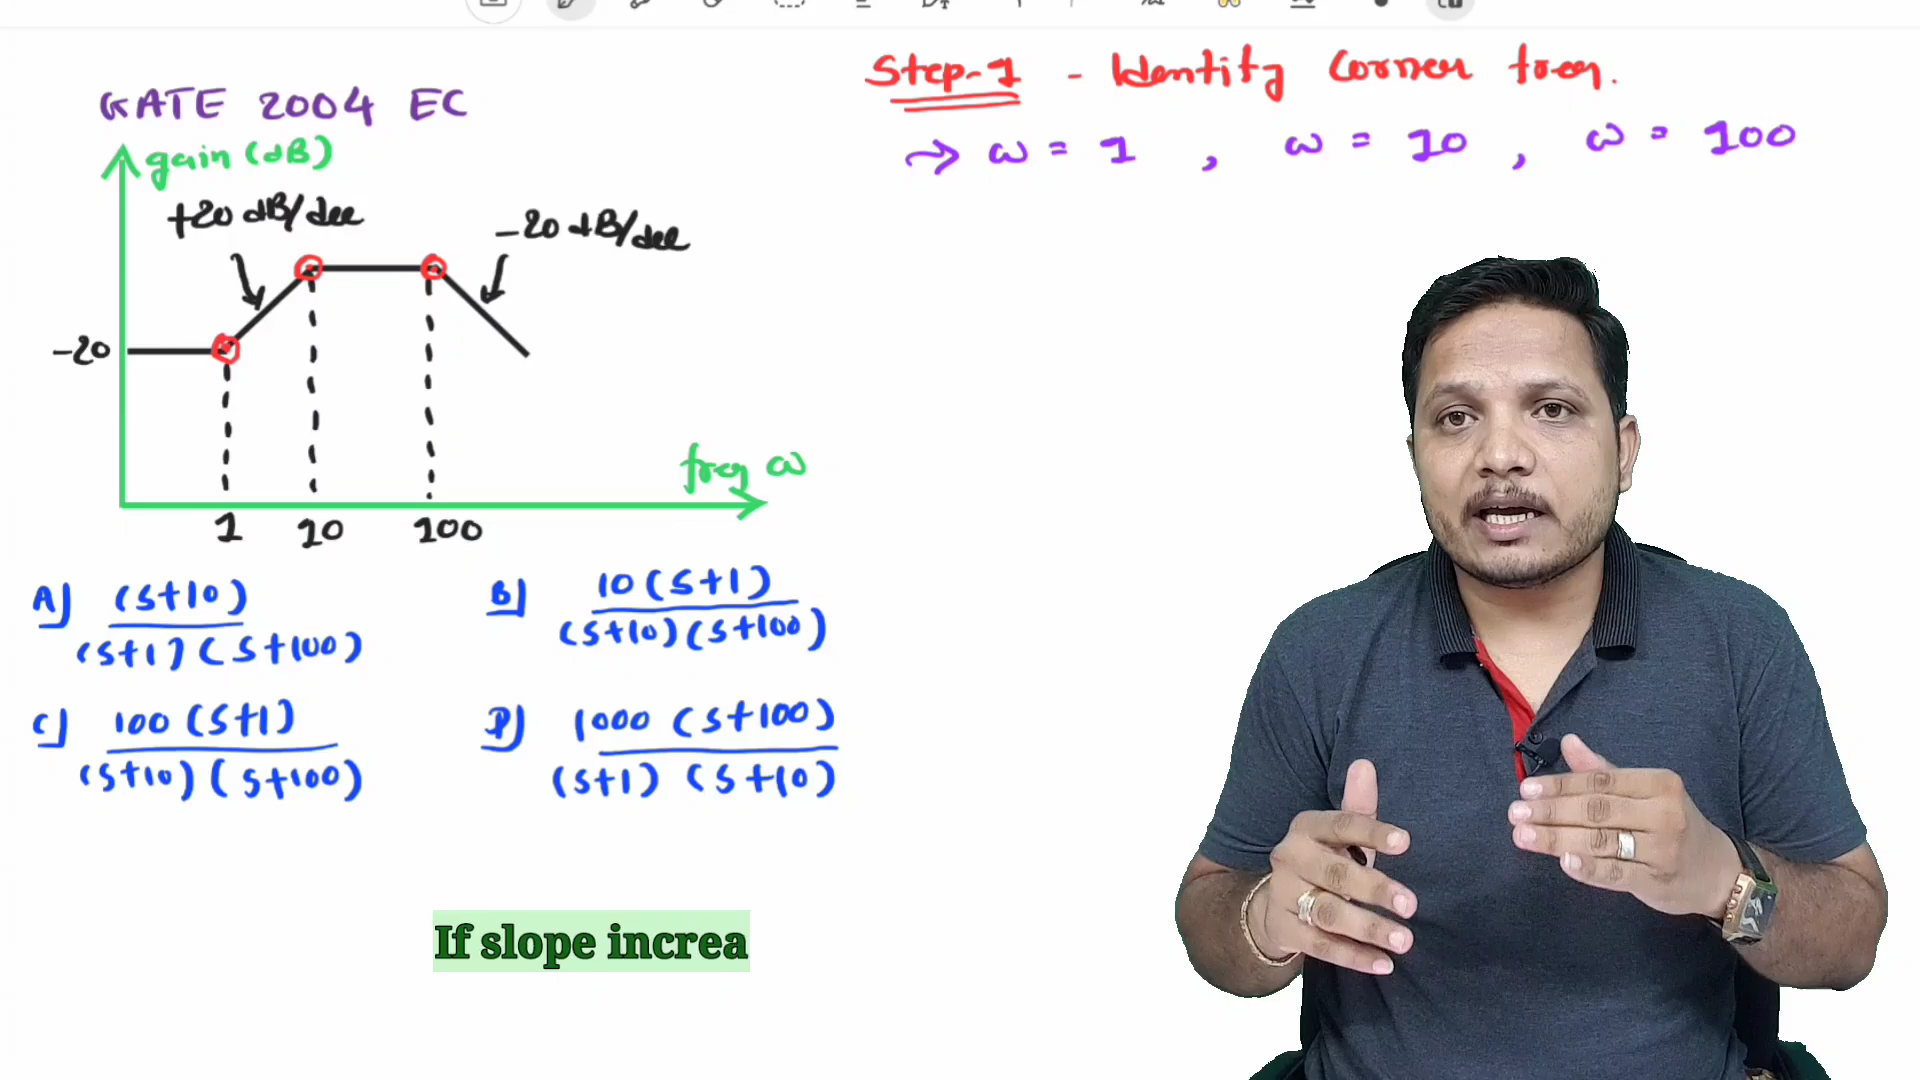 GATE 2004 EC
gain (dB)
+20 dB/dec
-20 dB/dec
-20
freq ω
1 10 100
A] (s+10)
(s+1)(s+100)
B] 10(s+1)
(s+10)(s+100)
C] 100(s+1)
(s+10)(s+100)
D] 1000(s+100)
(s+1)(s+10)
Step-1 - Identify Corner freq.
→ ω = 1 , ω = 10 , ω = 100
If slope increa